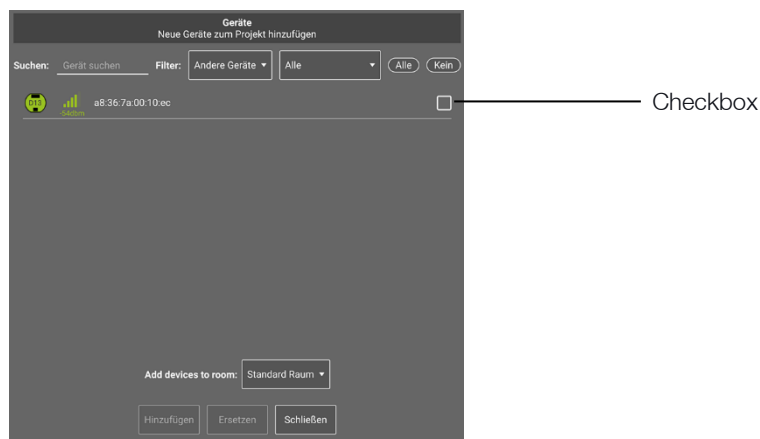 Geräte
Neue Geräte zum Projekt hinzufügen
Suchen: Gerät suchen Filter: Andere Geräte Alle Alle Kein
D13 -54dbm a8:36:7a:00:10:ec
Checkbox
Add devices to room: Standard Raum
Hinzufügen Ersetzen Schließen